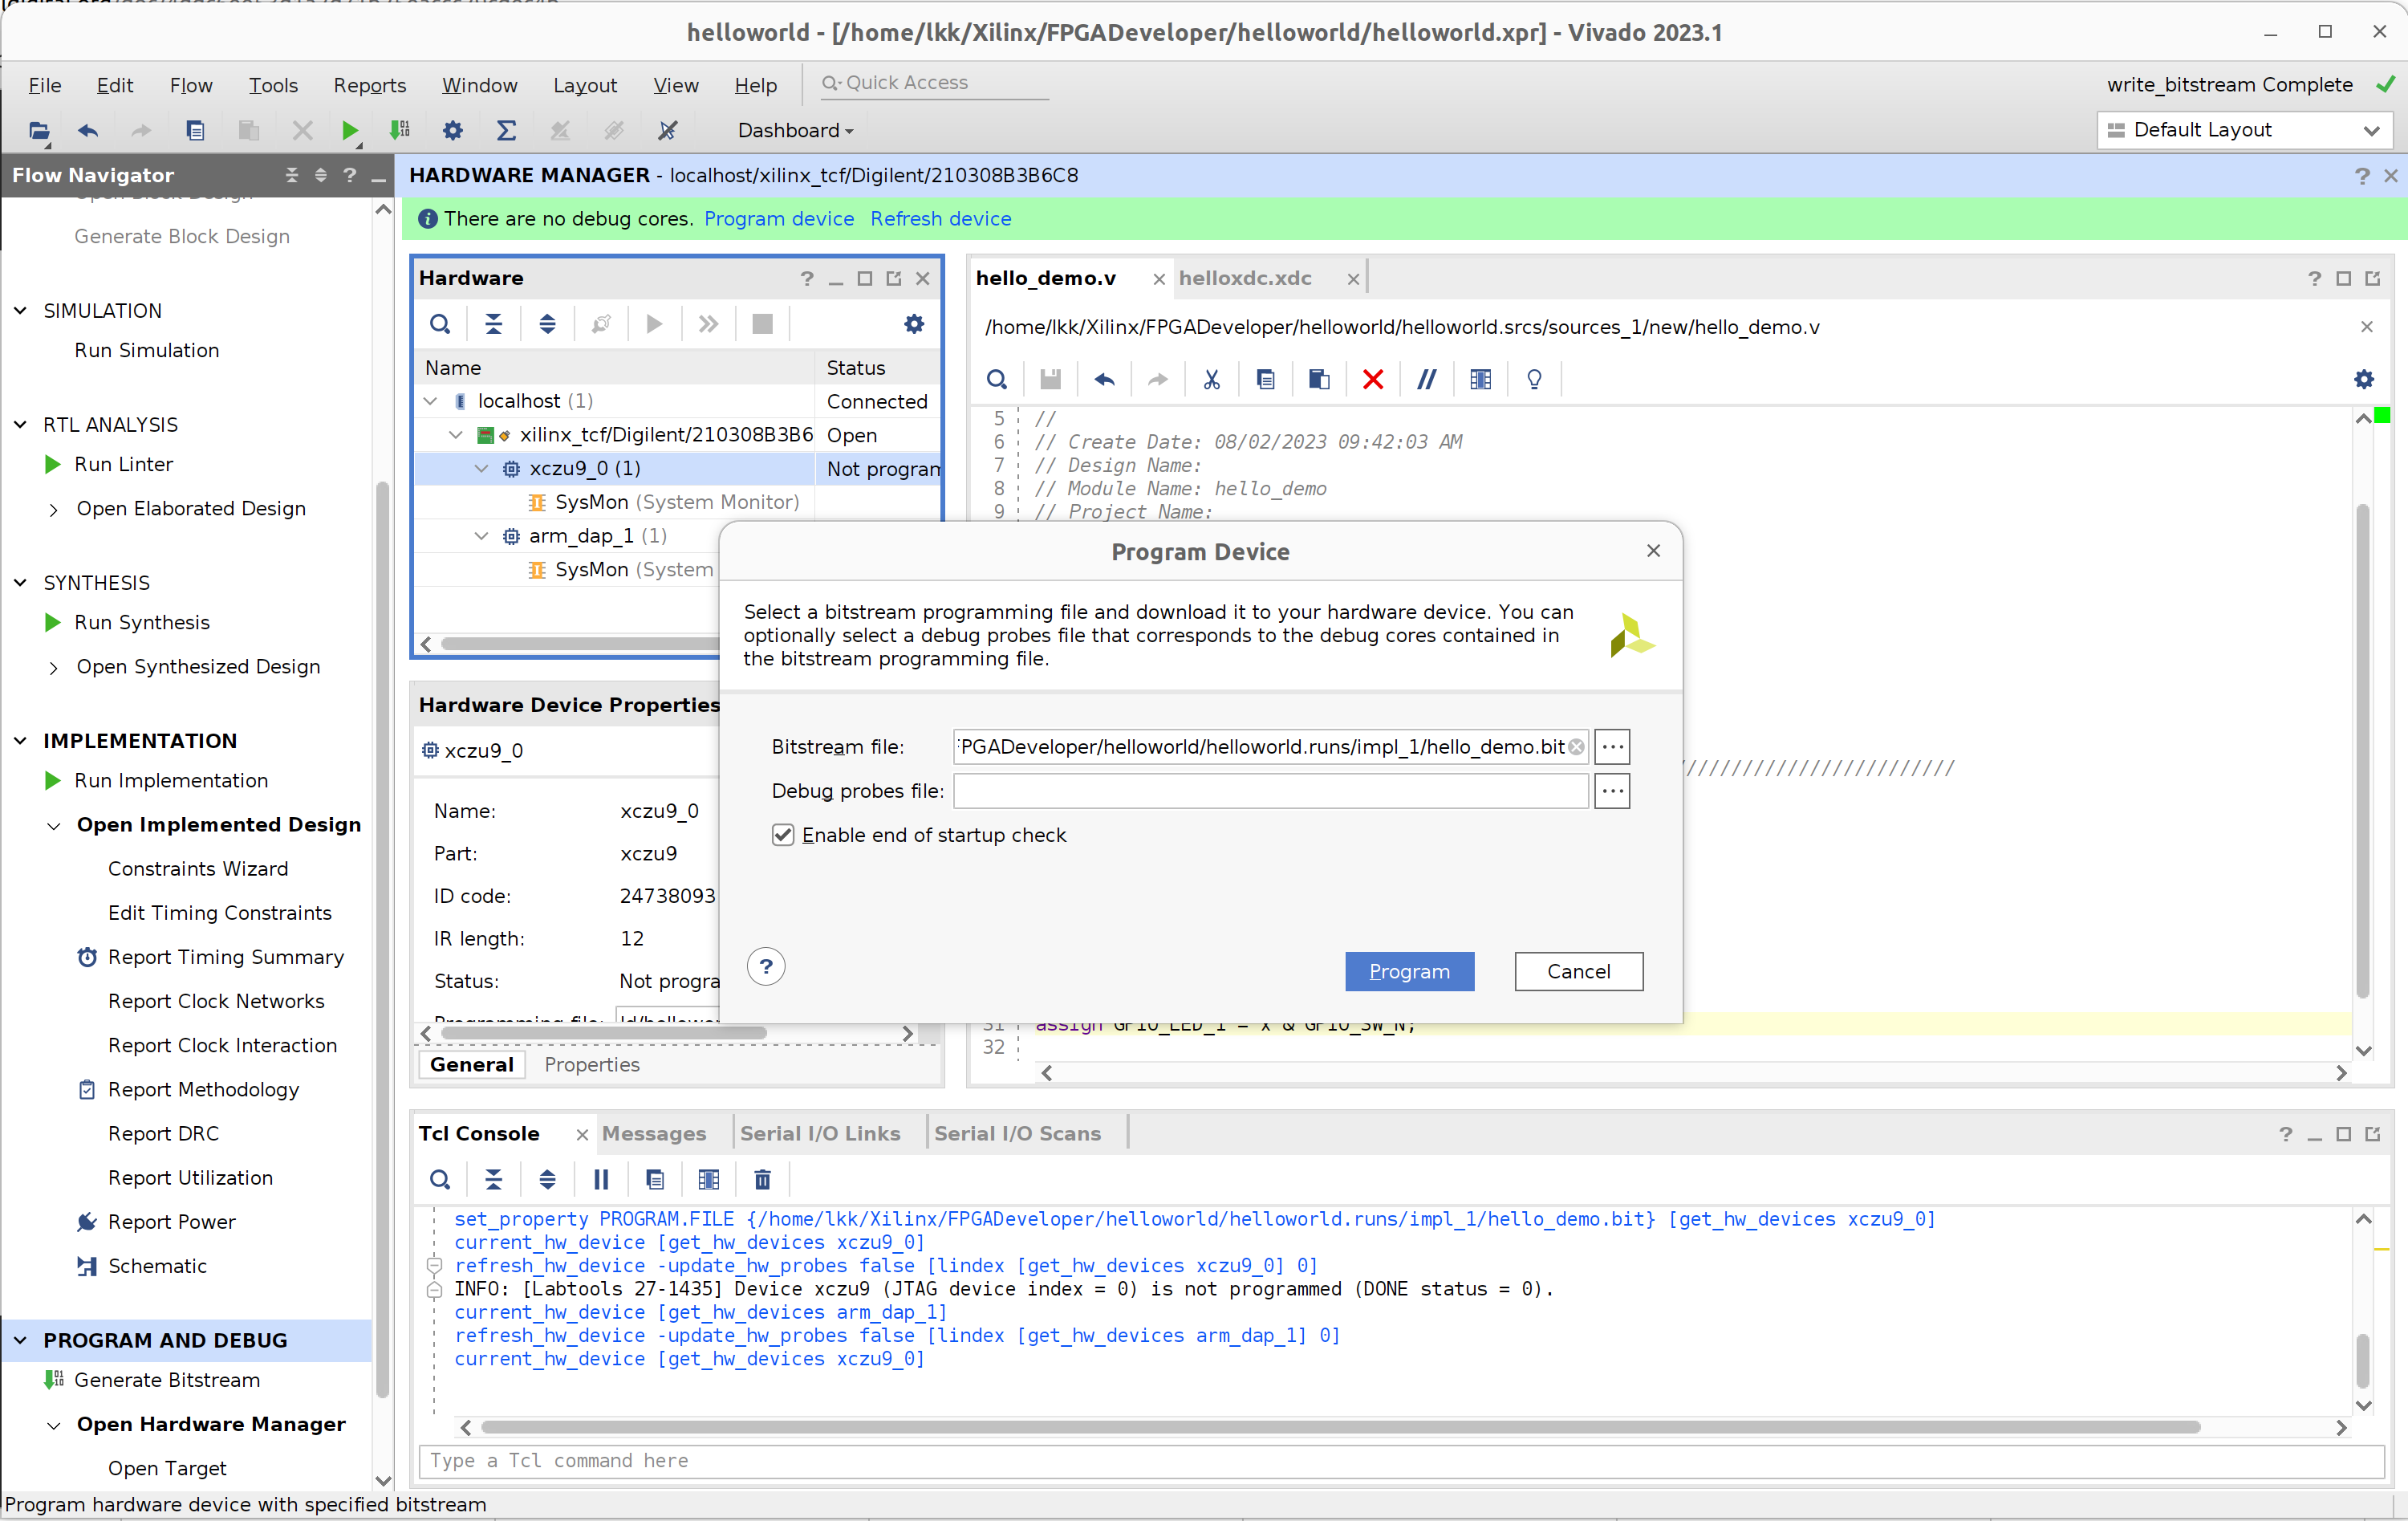 helloworld - [/home/lkk/Xilinx/FPGADeveloper/helloworld/helloworld.xpr] - Vivado 2023.1
File Edit Flow Tools Reports Window Layout View Help Quick Access write_bitstream Complete
Dashboard Default Layout
Flow Navigator
HARDWARE MANAGER - localhost/xilinx_tcf/Digilent/210308B3B6C8
There are no debug cores. Program device Refresh device
Open Block Design
Generate Block Design
SIMULATION
Run Simulation
RTL ANALYSIS
Run Linter
Open Elaborated Design
SYNTHESIS
Run Synthesis
Open Synthesized Design
IMPLEMENTATION
Run Implementation
Open Implemented Design
Constraints Wizard
Edit Timing Constraints
Report Timing Summary
Report Clock Networks
Report Clock Interaction
Report Methodology
Report DRC
Report Utilization
Report Power
Schematic
PROGRAM AND DEBUG
Generate Bitstream
Open Hardware Manager
Open Target
Hardware
Name Status
localhost (1) Connected
xilinx_tcf/Digilent/210308B3B6 Open
xczu9_0 (1) Not program
SysMon (System Monitor)
arm_dap_1 (1)
SysMon (System
Hardware Device Properties
xczu9_0
Name: xczu9_0
Part: xczu9
ID code: 24738093
IR length: 12
Status: Not progra
General Properties
hello_demo.v helloxdc.xdc
/home/lkk/Xilinx/FPGADeveloper/helloworld/helloworld.srcs/sources_1/new/hello_demo.v
5 //
6 // Create Date: 08/02/2023 09:42:03 AM
7 // Design Name:
8 // Module Name: hello_demo
9 // Project Name:
////////////////////////
31 assign GPIO_LED_1 = x & GPIO_SW_N;
32
Program Device
Select a bitstream programming file and download it to your hardware device. You can
optionally select a debug probes file that corresponds to the debug cores contained in
the bitstream programming file.
Bitstream file: PGADeveloper/helloworld/helloworld.runs/impl_1/hello_demo.bit ...
Debug probes file: ...
Enable end of startup check
? Program Cancel
Tcl Console Messages Serial I/O Links Serial I/O Scans
set_property PROGRAM.FILE {/home/lkk/Xilinx/FPGADeveloper/helloworld/helloworld.runs/impl_1/hello_demo.bit} [get_hw_devices xczu9_0]
current_hw_device [get_hw_devices xczu9_0]
refresh_hw_device -update_hw_probes false [lindex [get_hw_devices xczu9_0] 0]
INFO: [Labtools 27-1435] Device xczu9 (JTAG device index = 0) is not programmed (DONE status = 0).
current_hw_device [get_hw_devices arm_dap_1]
refresh_hw_device -update_hw_probes false [lindex [get_hw_devices arm_dap_1] 0]
current_hw_device [get_hw_devices xczu9_0]
Type a Tcl command here
Program hardware device with specified bitstream